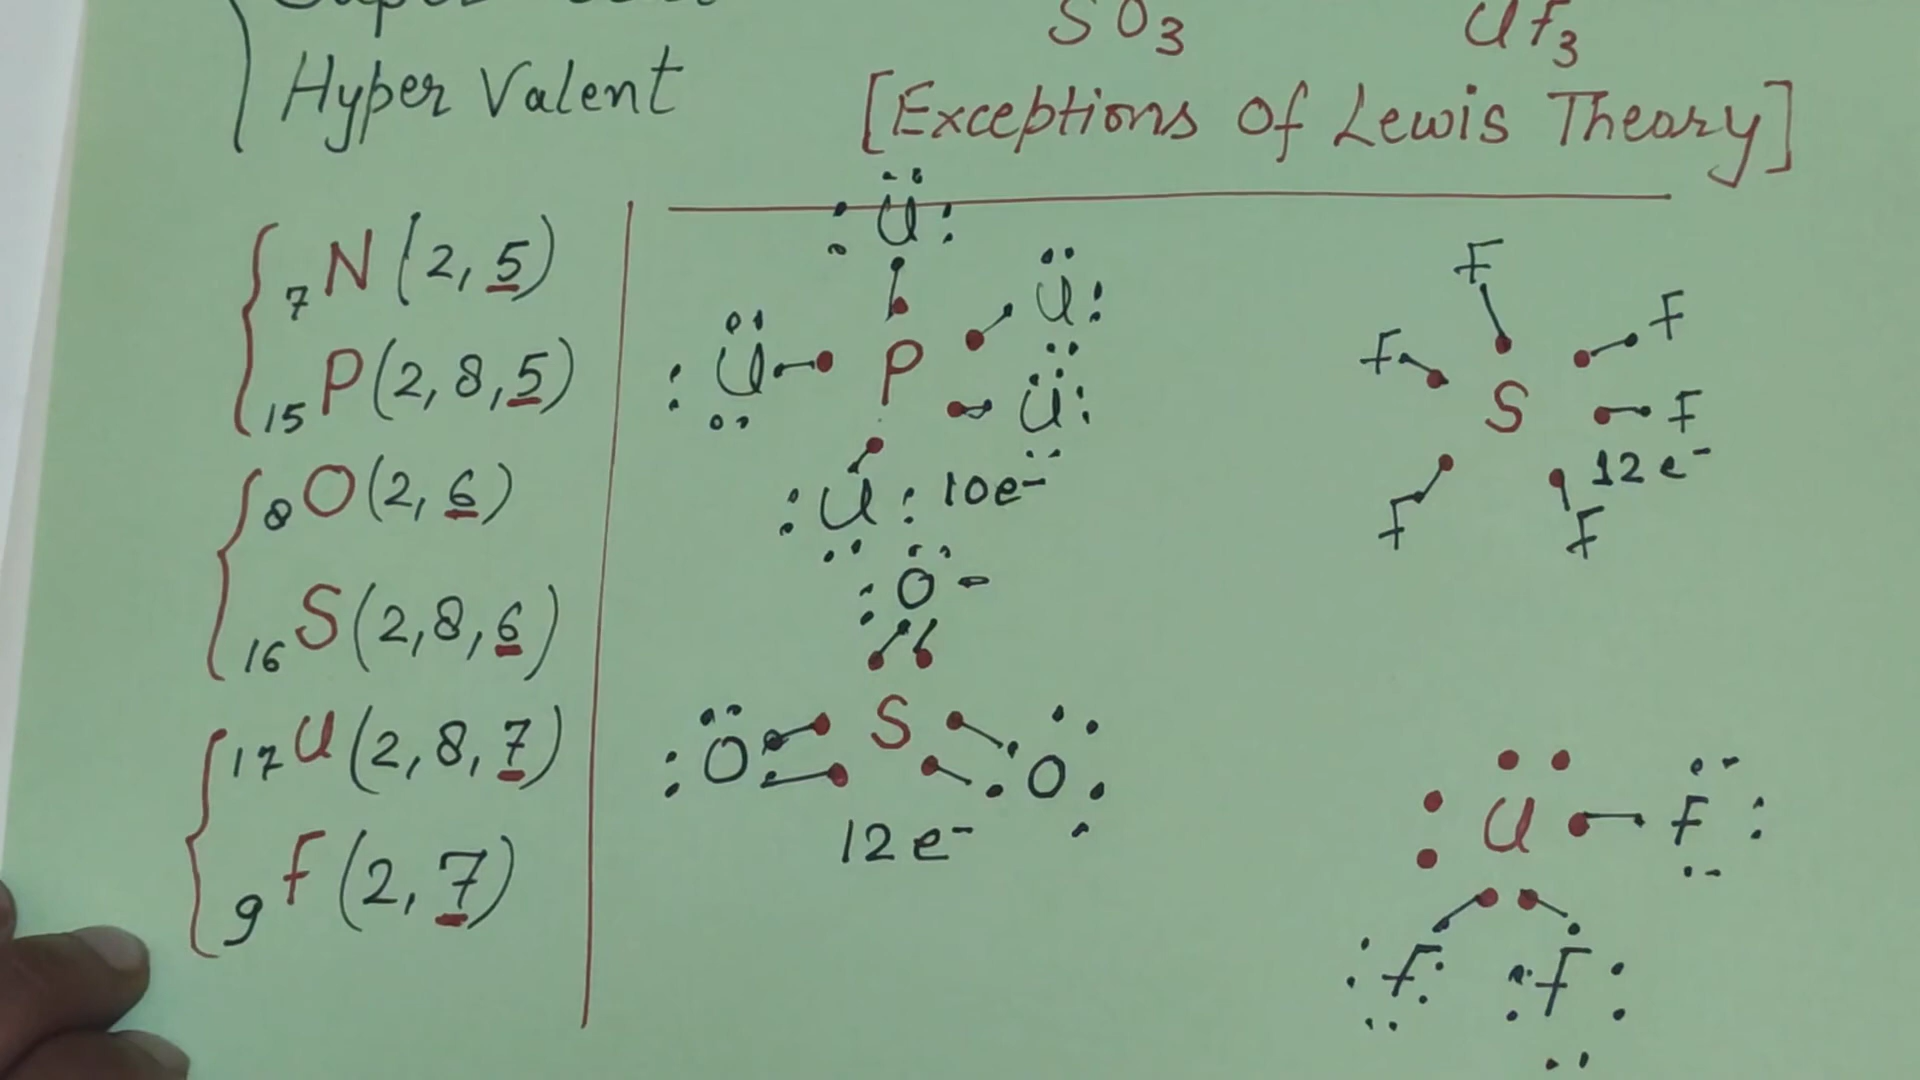 Hyper Valent
SO3
ClF3
[Exceptions Of Lewis Theory]
7N (2, 5)
15P (2, 8, 5)
8O (2, 6)
16S (2, 8, 6)
17Cl (2, 8, 7)
9F (2, 7)
Cl
Cl
Cl P
Cl
Cl 10e-
O
O S O
12e-
F
F F
S F
12e-
F F
Cl F
F F